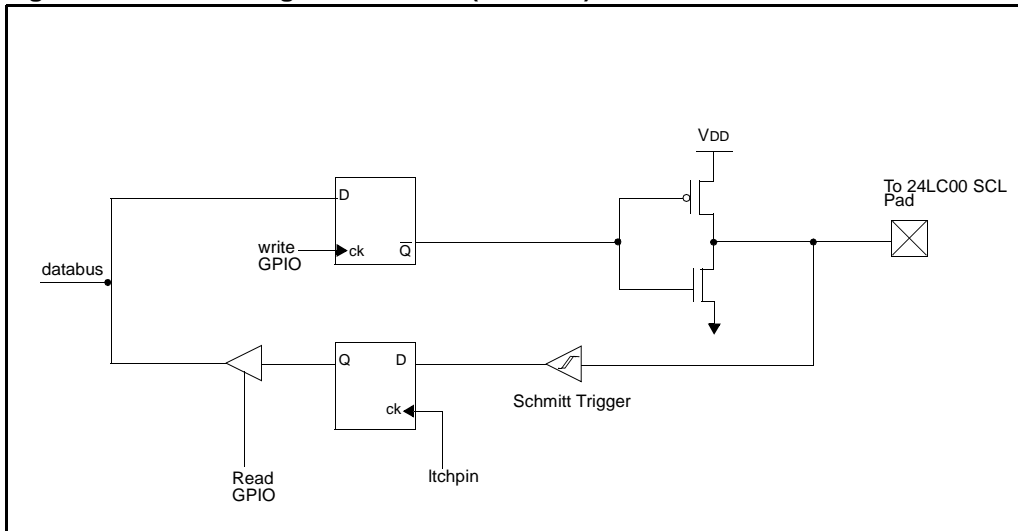 VDD
To 24LC00 SCL
Pad
D
write
GPIO
ck
Q
databus
Q
D
ck
Schmitt Trigger
Read
GPIO
ltchpin